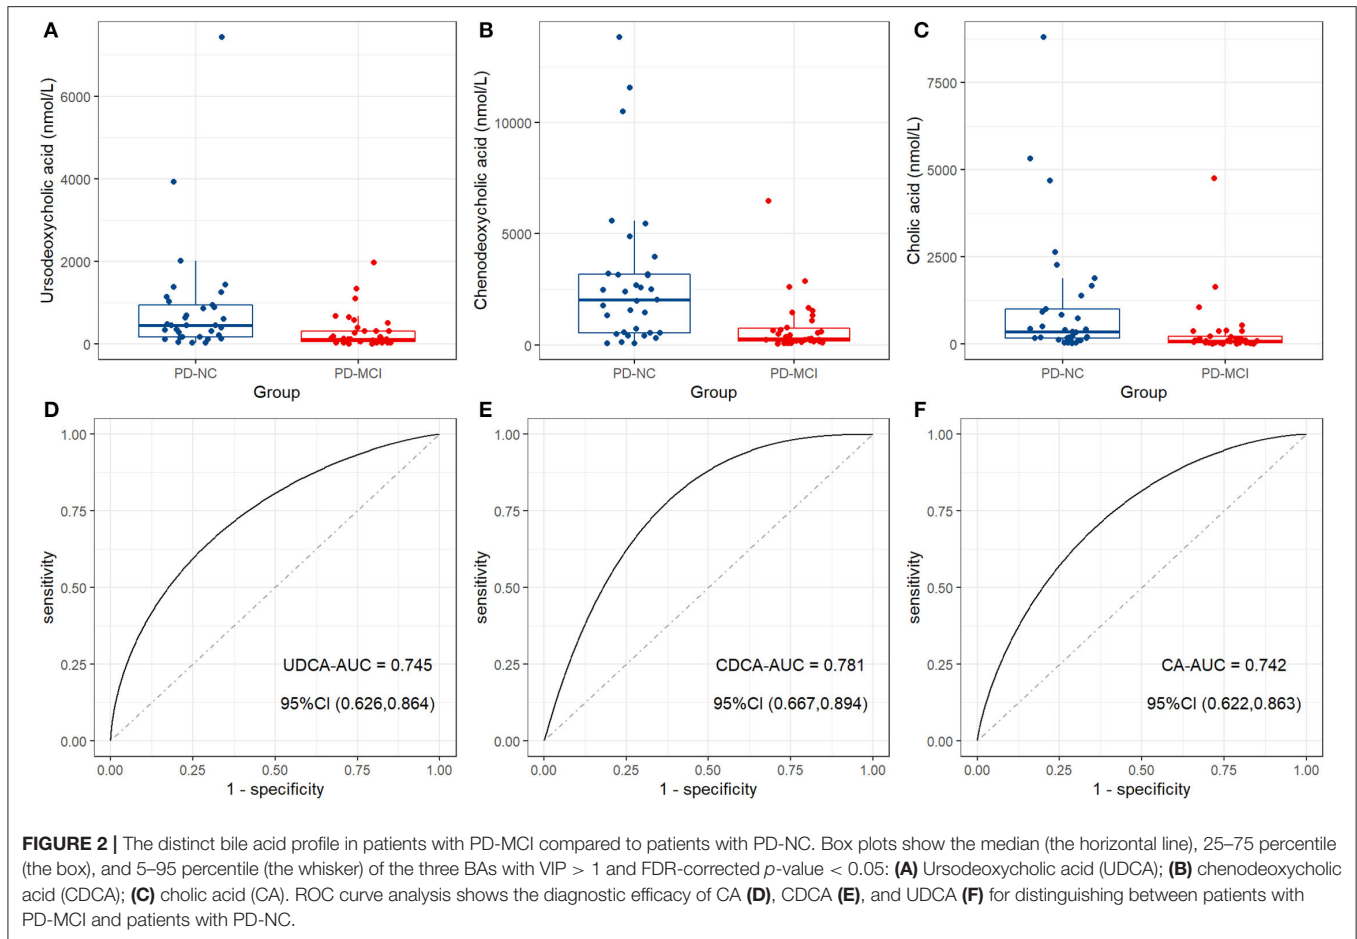 A
Ursodeoxycholic acid (nmol/L)
6000
4000
2000
0
PD-NC PD-MCI
Group
B
Chenodeoxycholic acid (nmol/L)
10000
5000
0
PD-NC PD-MCI
Group
C
Cholic acid (nmol/L)
7500
5000
2500
0
PD-NC PD-MCI
Group
D
sensitivity
1.00
0.75
0.50
0.25
0.00
UDCA-AUC = 0.745
95%CI (0.626,0.864)
0.00 0.25 0.50 0.75 1.00
1 - specificity
E
sensitivity
1.00
0.75
0.50
0.25
0.00
CDCA-AUC = 0.781
95%CI (0.667,0.894)
0.00 0.25 0.50 0.75 1.00
1 - specificity
F
sensitivity
1.00
0.75
0.50
0.25
0.00
CA-AUC = 0.742
95%CI (0.622,0.863)
0.00 0.25 0.50 0.75 1.00
1 - specificity
FIGURE 2 | The distinct bile acid profile in patients with PD-MCI compared to patients with PD-NC. Box plots show the median (the horizontal line), 25–75 percentile
(the box), and 5–95 percentile (the whisker) of the three BAs with VIP > 1 and FDR-corrected p-value < 0.05: (A) Ursodeoxycholic acid (UDCA); (B) chenodeoxycholic
acid (CDCA); (C) cholic acid (CA). ROC curve analysis shows the diagnostic efficacy of CA (D), CDCA (E), and UDCA (F) for distinguishing between patients with
PD-MCI and patients with PD-NC.